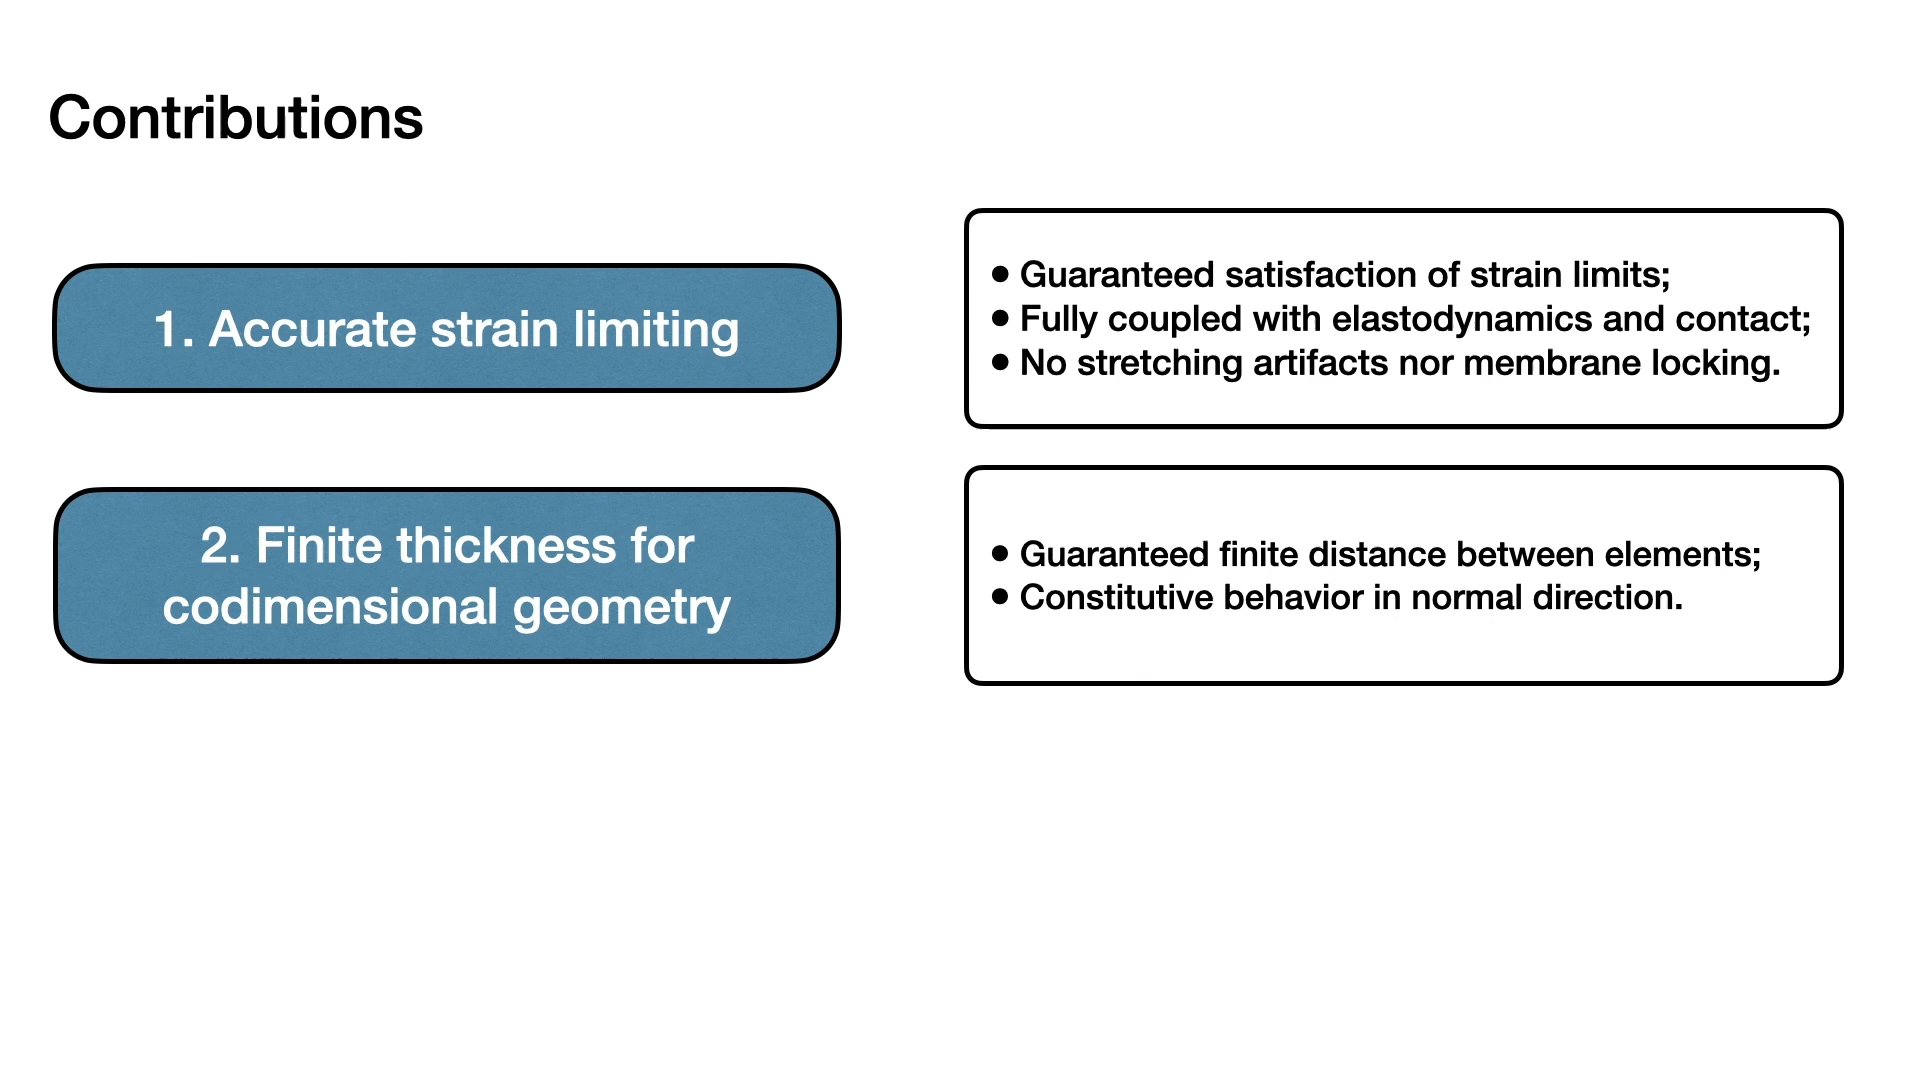 Contributions
1. Accurate strain limiting
• Guaranteed satisfaction of strain limits;
• Fully coupled with elastodynamics and contact;
• No stretching artifacts nor membrane locking.
2. Finite thickness for
codimensional geometry
• Guaranteed finite distance between elements;
• Constitutive behavior in normal direction.